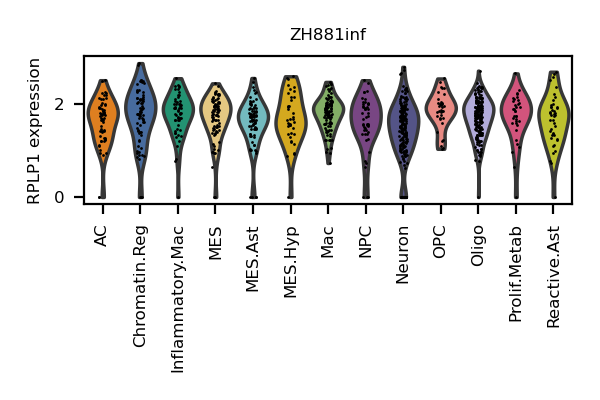 ZH881inf
RPLP1 expression
2
0
AC
Chromatin.Reg
Inflammatory.Mac
MES
MES.Ast
MES.Hyp
Mac
NPC
Neuron
OPC
Oligo
Prolif.Metab
Reactive.Ast